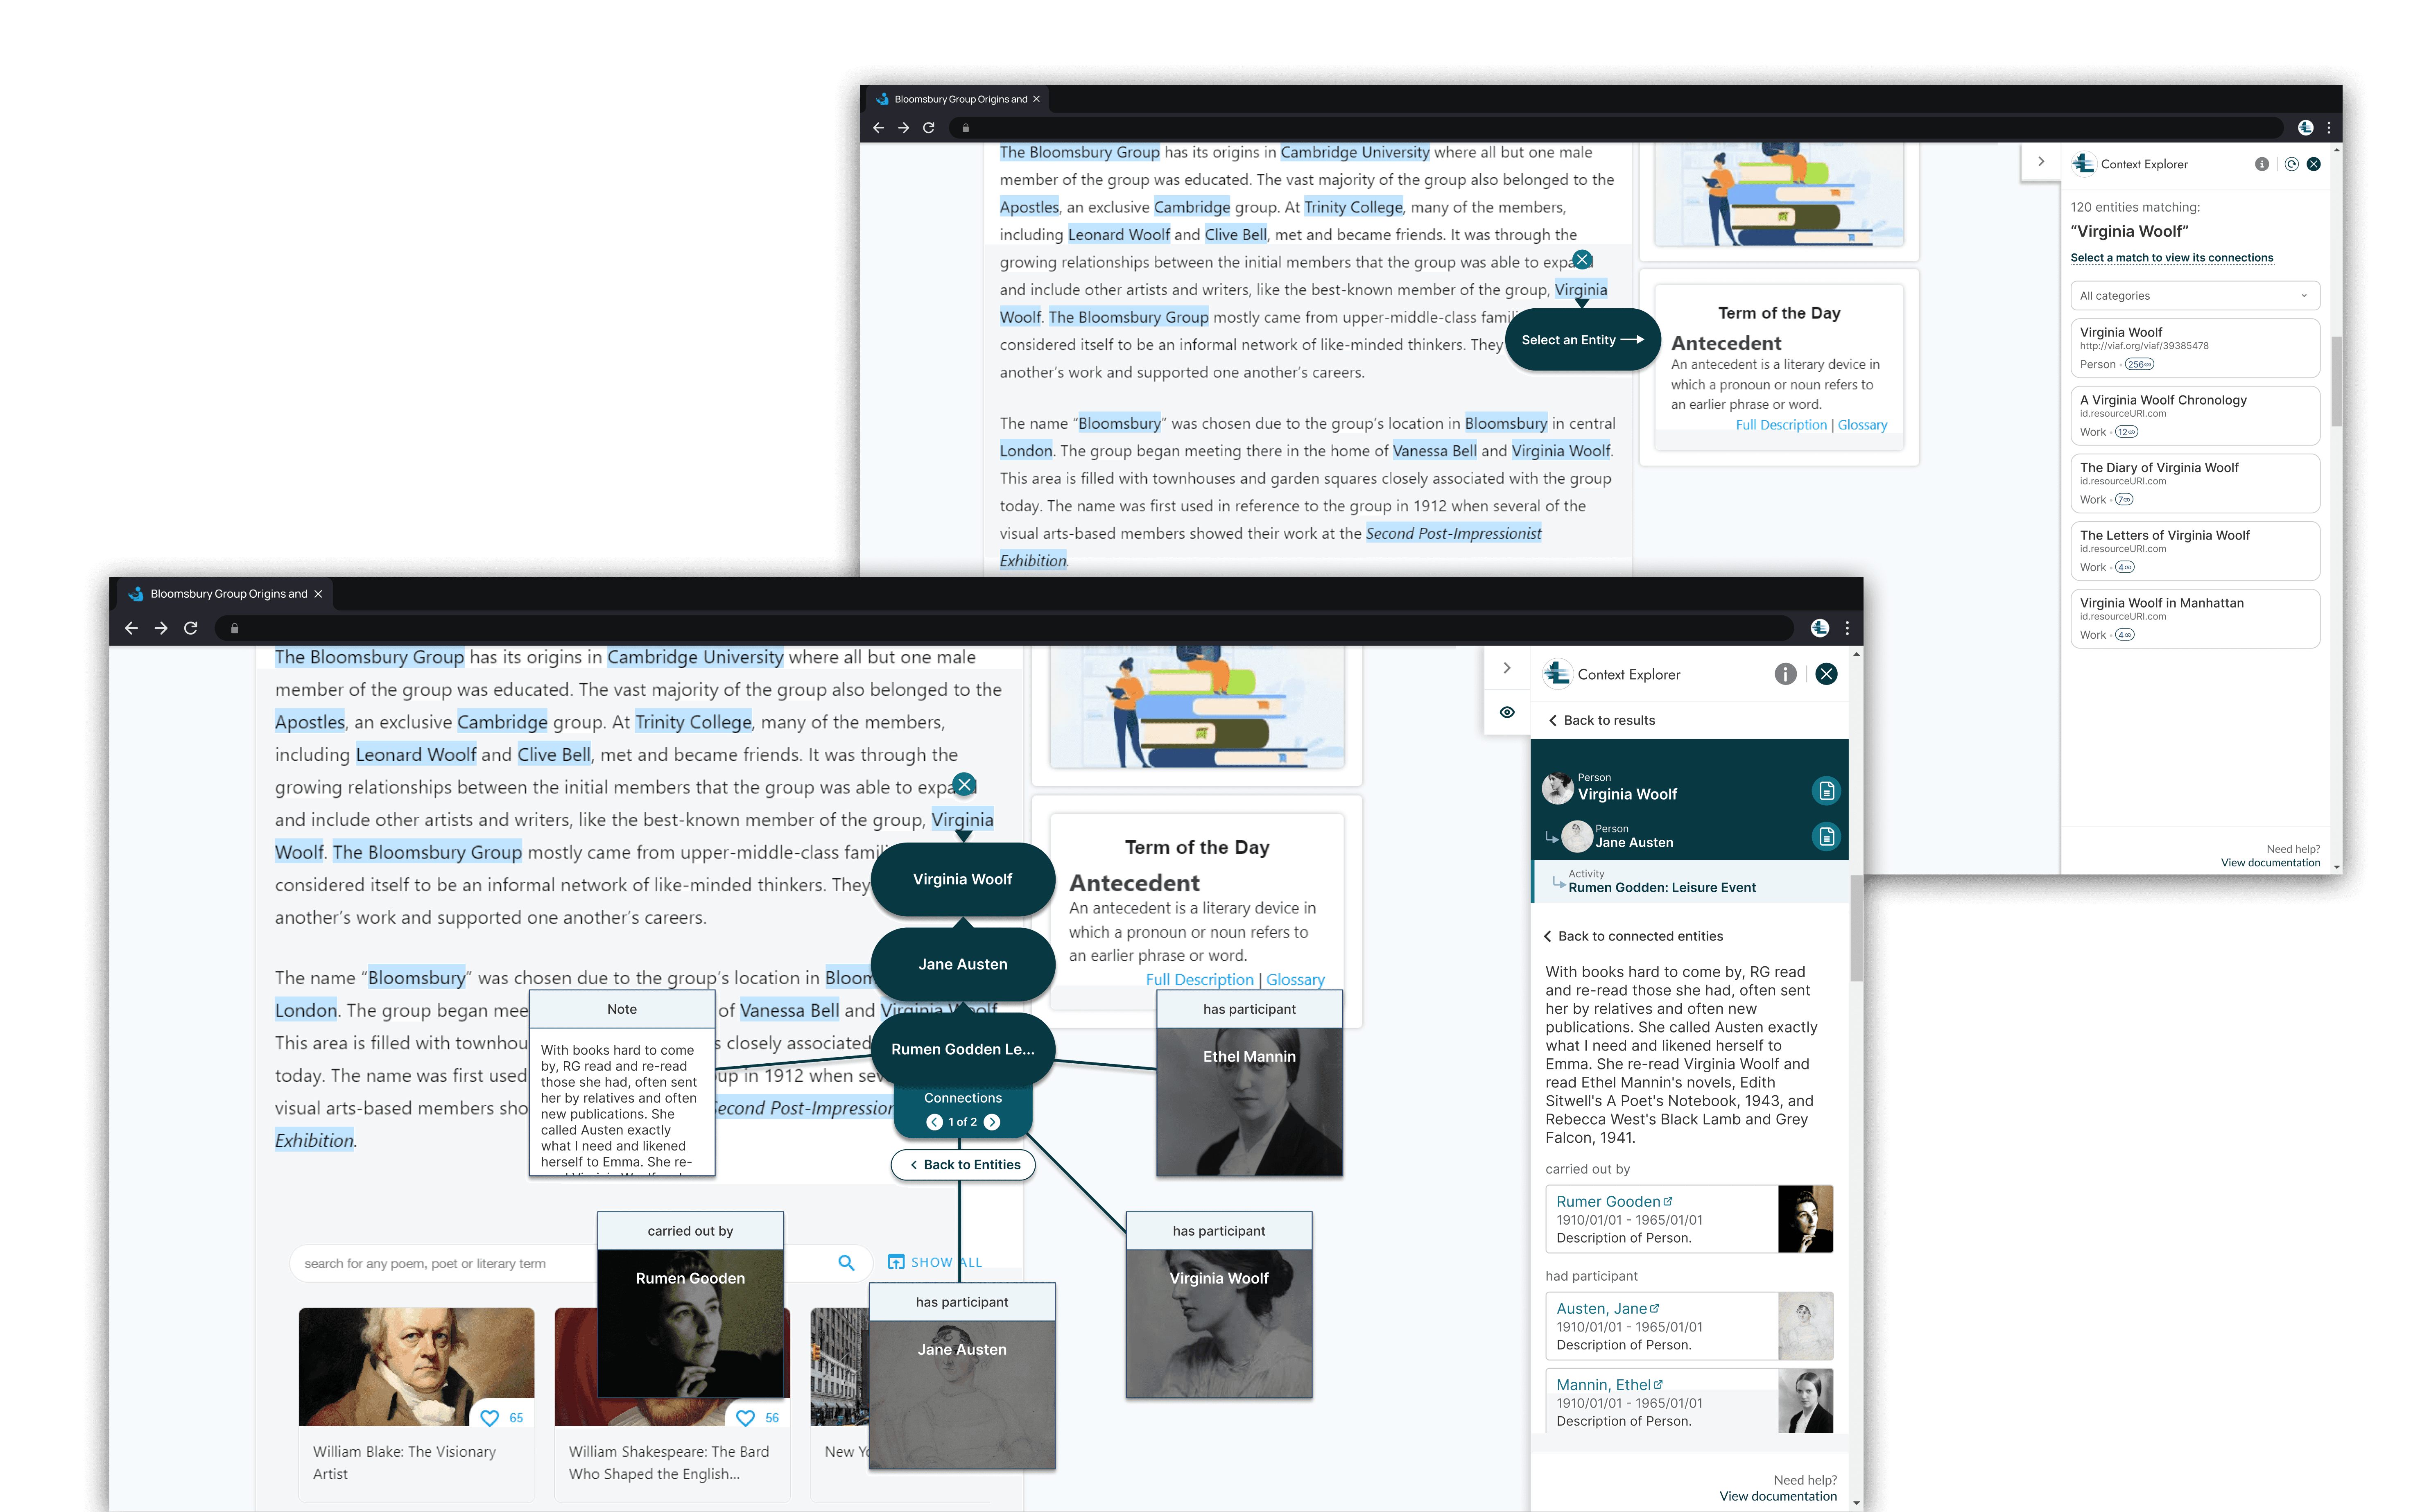 Bloomsbury Group Origins and
The Bloomsbury Group has its origins in Cambridge University where all but one male
member of the group was educated. The vast majority of the group also belonged to the
Apostles, an exclusive Cambridge group. At Trinity College, many of the members,
including Leonard Woolf and Clive Bell, met and became friends. It was through the
growing relationships between the initial members that the group was able to
and include other artists and writers, like the best-known member of the group, Virginia
Woolf. The Bloomsbury Group mostly came from upper-middle-class
considered itself to be an informal network of like-minded thinkers. They
another's work and supported one another's careers.
Select an Entity
The name “Bloomsbury” was chosen due to the group's location in Bloomsbury in central
London. The group began meeting there in the home of Vanessa Bell and Virginia Woolf.
This area is filled with townhouses and garden squares closely associated with the group
today. The name was first used in reference to the group in 1912 when several of the
visual arts-based members showed their work at the Second Post-Impressionist
Exhibition.
Term of the Day
Antecedent
An antecedent is a literary device in
which a pronoun or noun refers to
an earlier phrase or word.
Full Description | Glossary
Context Explorer
120 entities matching:
“Virginia Woolf”
Select a match to view its connections
All categories
Virginia Woolf
http://viaf.org/viaf/39385478
Person 256
A Virginia Woolf Chronology
id.resourceURI.com
Work 12
The Diary of Virginia Woolf
id.resourceURI.com
Work 7
The Letters of Virginia Woolf
id.resourceURI.com
Work 4
Virginia Woolf in Manhattan
id.resourceURI.com
Work 4
Need help?
View documentation
Bloomsbury Group Origins and
The Bloomsbury Group has its origins in Cambridge University where all but one male
member of the group was educated. The vast majority of the group also belonged to the
Apostles, an exclusive Cambridge group. At Trinity College, many of the members,
including Leonard Woolf and Clive Bell, met and became friends. It was through the
growing relationships between the initial members that the group was able to
and include other artists and writers, like the best-known member of the group, Virginia
Woolf. The Bloomsbury Group mostly came from upper-middle-class
considered itself to be an informal network of like-minded thinkers. They
another's work and supported one another's careers.
The name “Bloomsbury” was chosen due to the group's location in
London. The group began of Vanessa Bell and Virginia Woolf.
This area is filled with closely associated
today. The name was first used in 1912 when
visual arts-based members
Exhibition.
Virginia Woolf
Jane Austen
Rumen Godden Le...
Connections
1 of 2
Back to Entities
Note
With books hard to come
by, RG read and re-read
those she had, often sent
her by relatives and often
new publications. She
called Austen exactly
what I need and likened
herself to Emma. She re-
has participant
Ethel Mannin
carried out by
Rumen Gooden
has participant
Jane Austen
has participant
Virginia Woolf
Term of the Day
Antecedent
An antecedent is a literary device in
which a pronoun or noun refers to
an earlier phrase or word.
Full Description | Glossary
search for any poem, poet or literary term
SHOW ALL
65
William Blake: The Visionary
Artist
56
William Shakespeare: The Bard
Who Shaped the English...
New
Context Explorer
Back to results
Person
Virginia Woolf
Person
Jane Austen
Activity
Rumen Godden: Leisure Event
Back to connected entities
With books hard to come by, RG read
and re-read those she had, often sent
her by relatives and often new
publications. She called Austen exactly
what I need and likened herself to
Emma. She re-read Virginia Woolf and
read Ethel Mannin's novels, Edith
Sitwell's A Poet's Notebook, 1943, and
Rebecca West's Black Lamb and Grey
Falcon, 1941.
carried out by
Rumer Gooden
1910/01/01 - 1965/01/01
Description of Person.
had participant
Austen, Jane
1910/01/01 - 1965/01/01
Description of Person.
Mannin, Ethel
1910/01/01 - 1965/01/01
Description of Person.
Need help?
View documentation